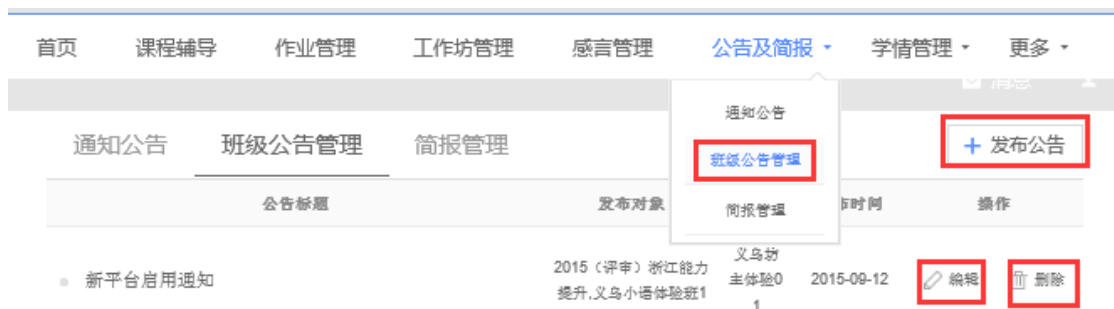 首页 课程辅导 作业管理 工作坊管理 感言管理 公告及简报 学情管理 更多
消息
通知公告
通知公告 班级公告管理 简报管理 + 发布公告
班级公告管理
公告标题 发布对象 布时间 操作
简报管理
新平台启用通知 2015（评审）浙江能力 义乌坊 2015-09-12 编辑 删除
提升,义乌小语体验班1 主体验0
1